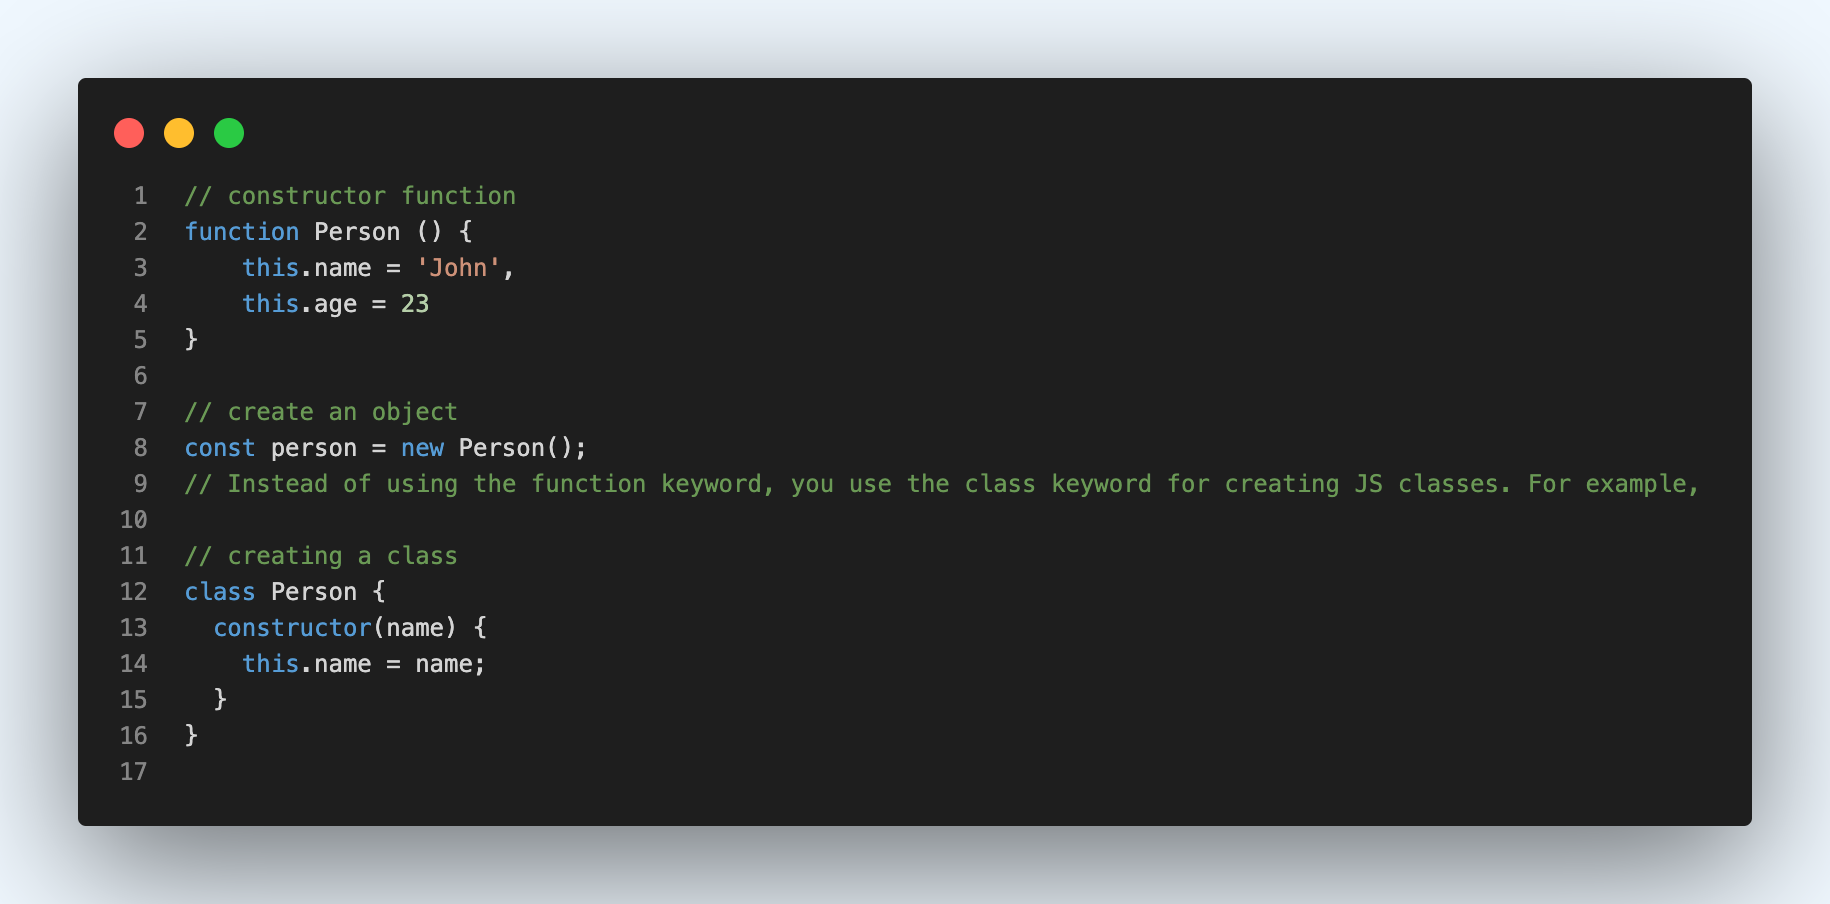 1 // constructor function
2 function Person () {
3     this.name = 'John',
4     this.age = 23
5 }
6
7 // create an object
8 const person = new Person();
9 // Instead of using the function keyword, you use the class keyword for creating JS classes. For example,
10
11 // creating a class
12 class Person {
13   constructor(name) {
14     this.name = name;
15   }
16 }
17